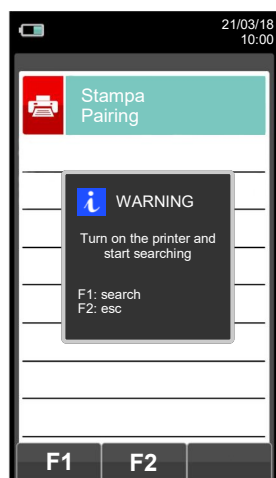 21/03/18
10:00
Stampa
Pairing
WARNING
Turn on the printer and
start searching
F1: search
F2: esc
F1 F2